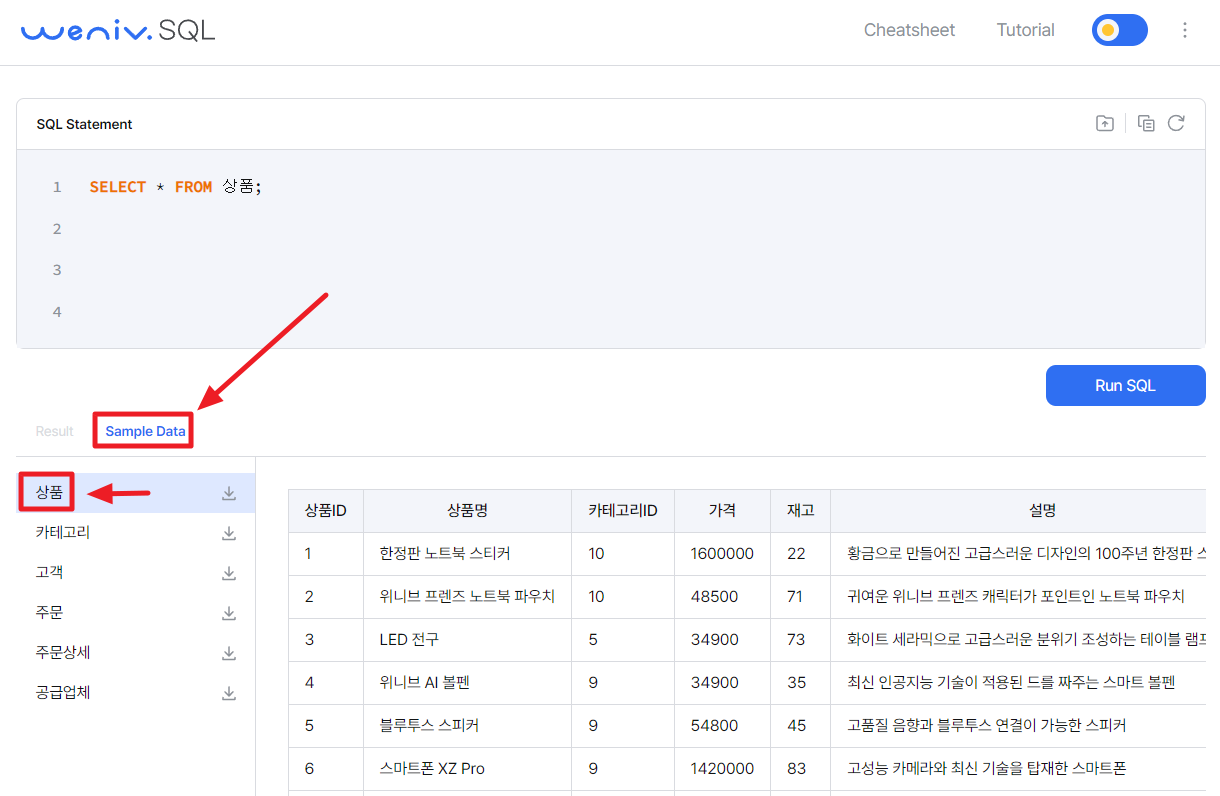 weniv.SQL Cheatsheet Tutorial
SQL Statement
1 SELECT * FROM 상품;
2
3
4
Run SQL
Result Sample Data
상품
카테고리
고객
주문
주문상세
공급업체
상품ID 상품명 카테고리ID 가격 재고 설명
1 한정판 노트북 스티커 10 1600000 22 황금으로 만들어진 고급스러운 디자인의 100주년 한정판
2 위니브 프렌즈 노트북 파우치 10 48500 71 귀여운 위니브 프렌즈 캐릭터가 포인트인 노트북 파우치
3 LED 전구 5 34900 73 화이트 세라믹으로 고급스러운 분위기 조성하는 테이블 램프
4 위니브 AI 볼펜 9 34900 35 최신 인공지능 기술이 적용된 드를 짜주는 스마트 볼펜
5 블루투스 스피커 9 54800 45 고품질 음향과 블루투스 연결이 가능한 스피커
6 스마트폰 XZ Pro 9 1420000 83 고성능 카메라와 최신 기술을 탑재한 스마트폰